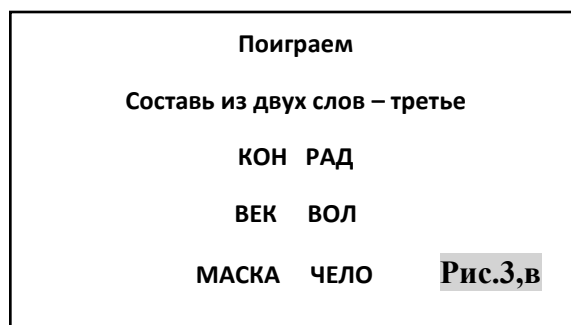 Поиграем
Составь из двух слов – третье
КОН РАД
ВЕК ВОЛ
МАСКА ЧЕЛО Рис.3,в